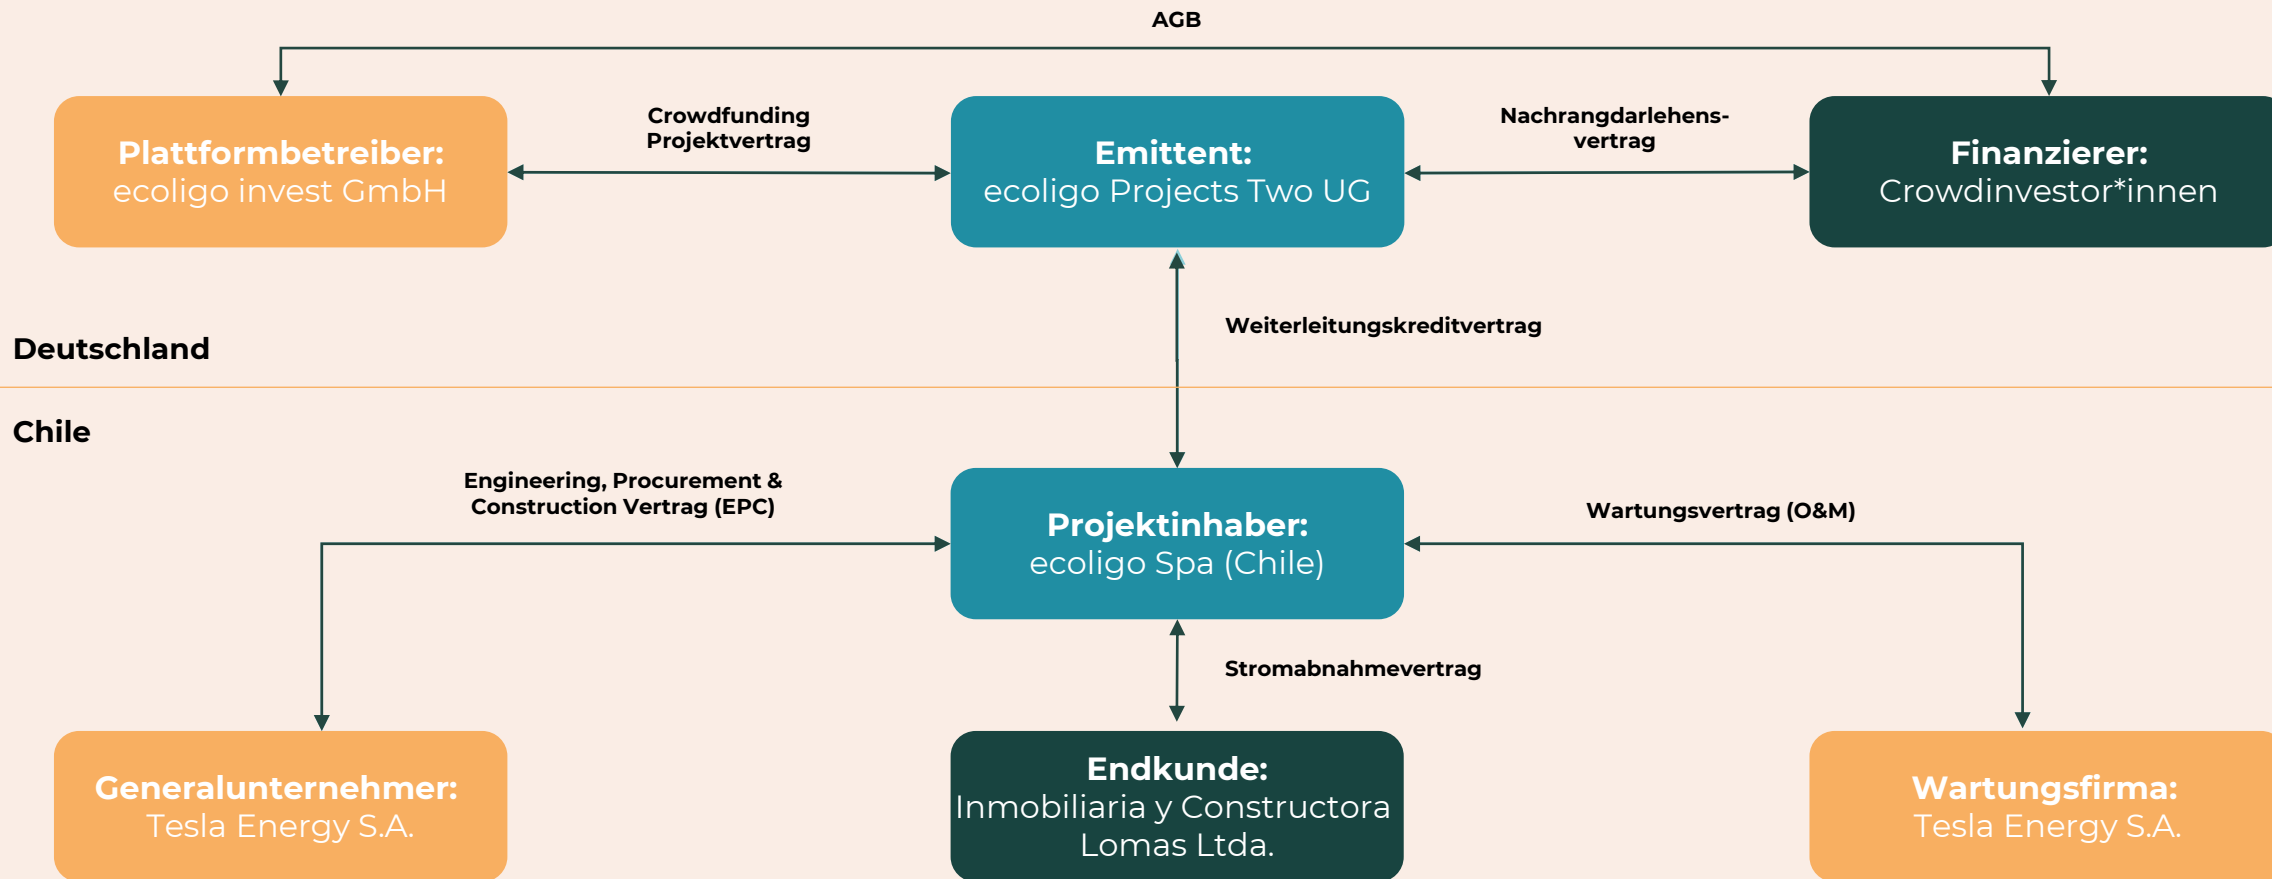 AGB
Crowdfunding
Projektvertrag
Nachrangdarlehens-
vertrag
Plattformbetreiber:
ecoligo invest GmbH
Emittent:
ecoligo Projects Two UG
Finanzierer:
Crowdinvestor*innen
Weiterleitungskreditvertrag
Deutschland
Chile
Engineering, Procurement &
Construction Vertrag (EPC)
Projektinhaber:
ecoligo Spa (Chile)
Wartungsvertrag (O&M)
Stromabnahmevertrag
Generalunternehmer:
Tesla Energy S.A.
Endkunde:
Inmobiliaria y Constructora
Lomas Ltda.
Wartungsfirma:
Tesla Energy S.A.